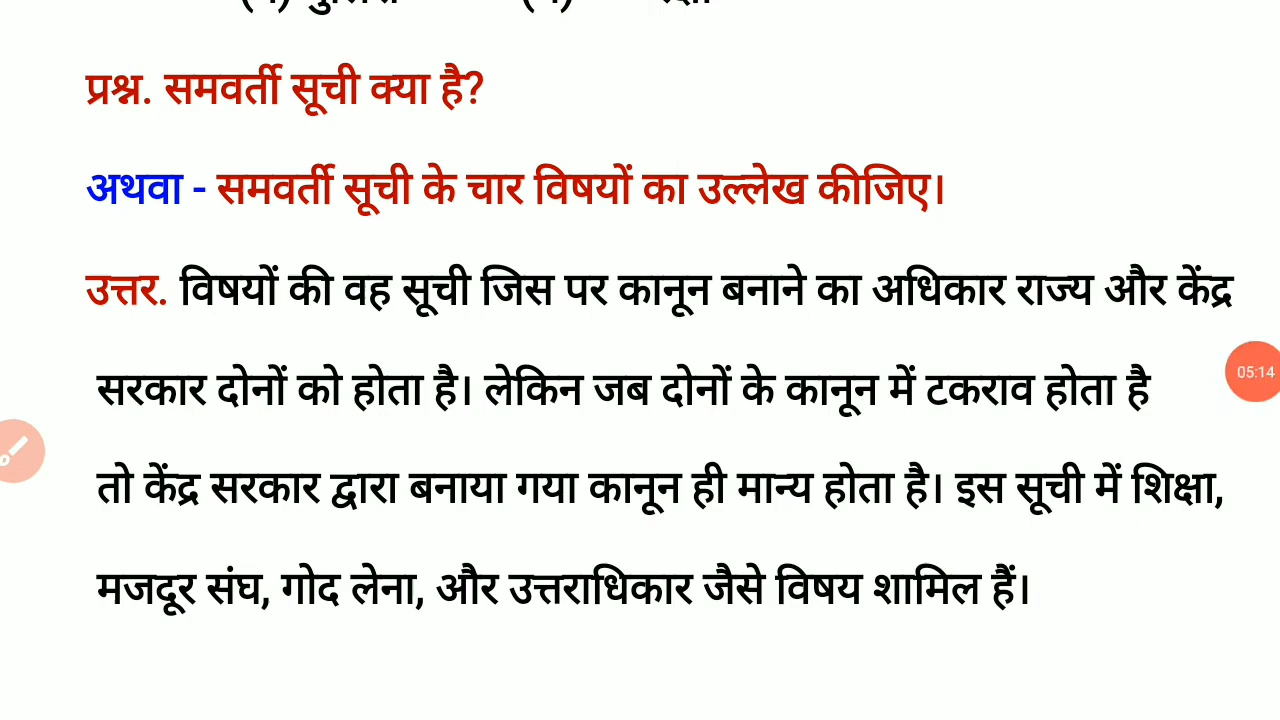 प्रश्न. समवर्ती सूची क्या है?
अथवा - समवर्ती सूची के चार विषयों का उल्लेख कीजिए।
उत्तर. विषयों की वह सूची जिस पर कानून बनाने का अधिकार राज्य और केंद्र
सरकार दोनों को होता है। लेकिन जब दोनों के कानून में टकराव होता है
05:14
तो केंद्र सरकार द्वारा बनाया गया कानून ही मान्य होता है। इस सूची में शिक्षा,
मजदूर संघ, गोद लेना, और उत्तराधिकार जैसे विषय शामिल हैं।